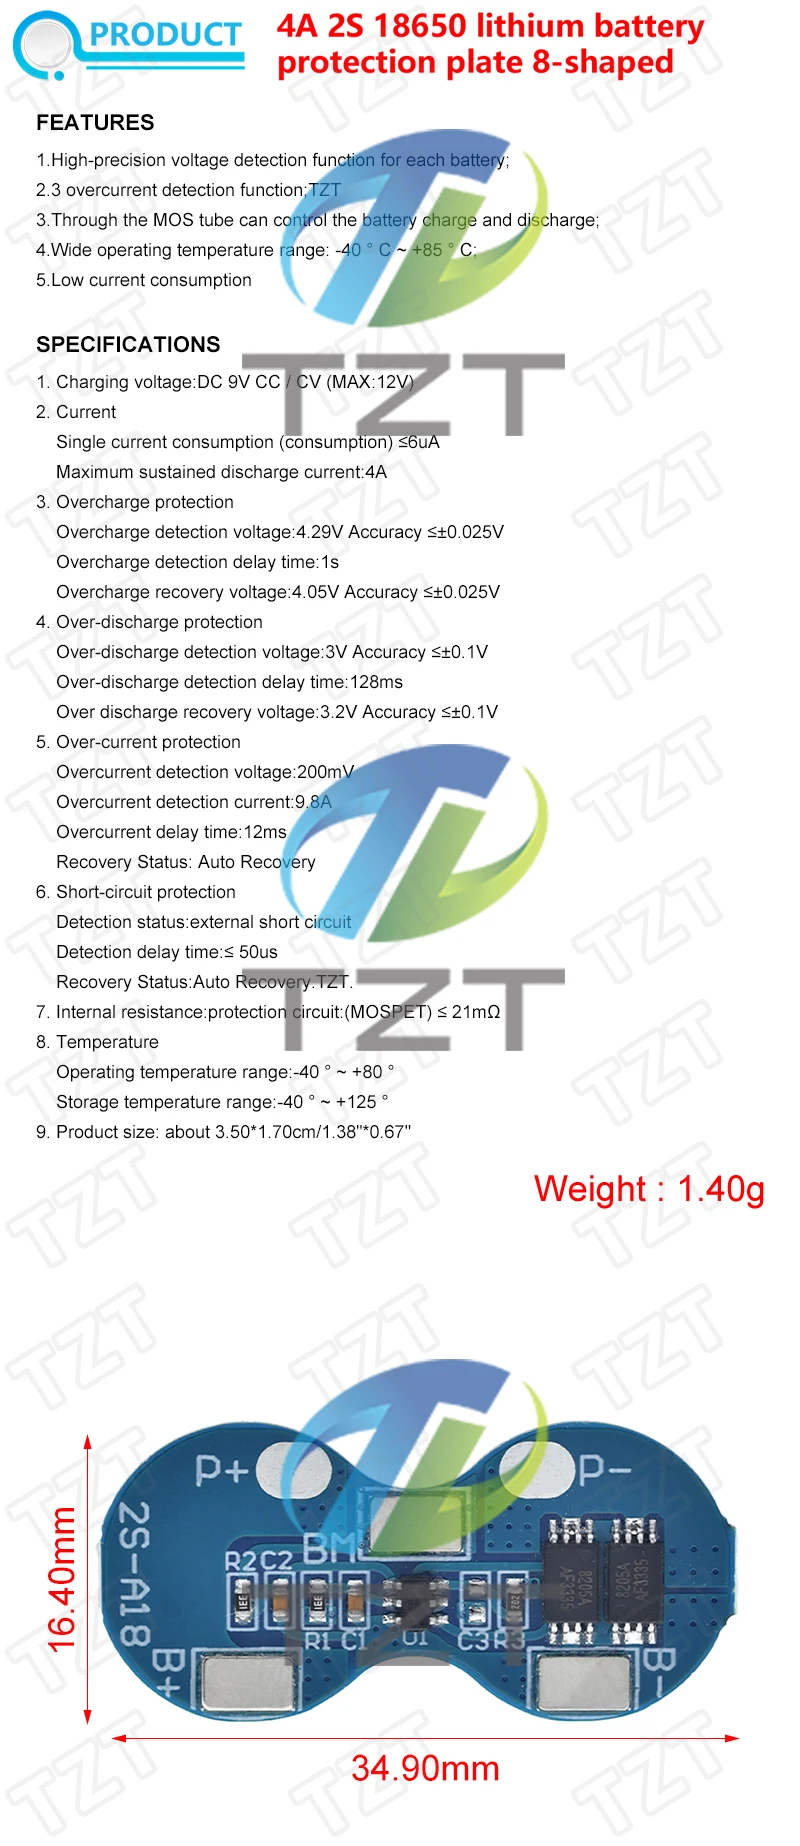 PRODUCT
4A 2S 18650 lithium battery
protection plate 8-shaped
FEATURES
1.High-precision voltage detection function for each battery;
2.3 overcurrent detection function;TZT
3.Through the MOS tube can control the battery charge and discharge;
4.Wide operating temperature range: -40 ° C ~ +85 ° C;
5.Low current consumption
SPECIFICATIONS
1. Charging voltage:DC 9V CC / CV (MAX:12V)
2. Current
Single current consumption (consumption) ≤6uA
Maximum sustained discharge current:4A
3. Overcharge protection
Overcharge detection voltage:4.29V Accuracy ≤±0.025V
Overcharge detection delay time:1s
Overcharge recovery voltage:4.05V Accuracy ≤±0.025V
4. Over-discharge protection
Over-discharge detection voltage:3V Accuracy ≤±0.1V
Over-discharge detection delay time:128ms
Over discharge recovery voltage:3.2V Accuracy ≤±0.1V
5. Over-current protection
Overcurrent detection voltage:200mV
Overcurrent detection current:9.8A
Overcurrent delay time:12ms
Recovery Status: Auto Recovery
6. Short-circuit protection
Detection status:external short circuit
Detection delay time:≤ 50us
Recovery Status:Auto Recovery.TZT.
7. Internal resistance:protection circuit:(MOSPET) ≤ 21mΩ
8. Temperature
Operating temperature range:-40 ° ~ +80 °
Storage temperature range:-40 ° ~ +125 °
9. Product size: about 3.50*1.70cm/1.38"*0.67"
Weight : 1.40g
TZT
TZT
TZT
P+
P-
2S-A18
BM
R2 C2
R1 C1 U1 C3 R3
8205A
8205A
B+
B-
16.40mm
34.90mm